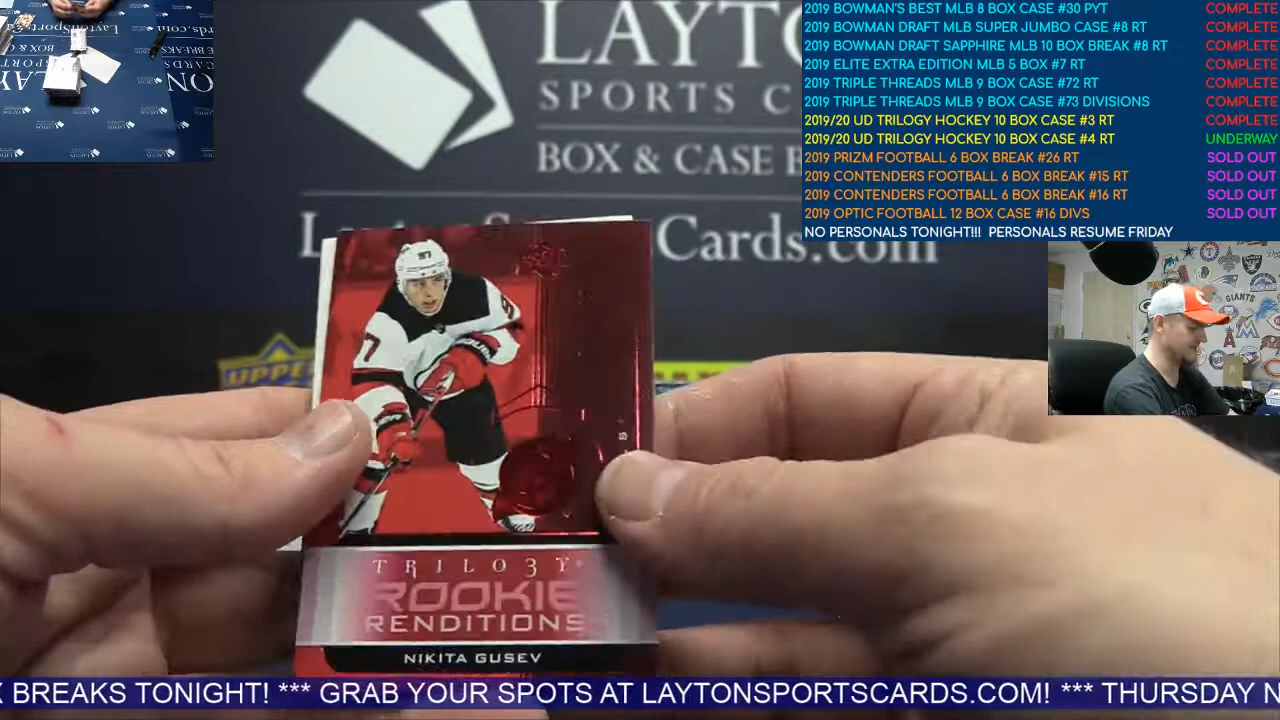 2019 BOWMAN'S BEST MLB 8 BOX CASE #30 PYT COMPLETE
2019 BOWMAN DRAFT MLB SUPER JUMBO CASE #8 RT COMPLETE
2019 BOWMAN DRAFT SAPPHIRE MLB 10 BOX BREAK #8 RT COMPLETE
2019 ELITE EXTRA EDITION MLB 5 BOX #7 RT COMPLETE
2019 TRIPLE THREADS MLB 9 BOX CASE #72 RT COMPLETE
2019 TRIPLE THREADS MLB 9 BOX CASE #73 DIVISIONS COMPLETE
2019/20 UD TRILOGY HOCKEY 10 BOX CASE #3 RT COMPLETE
2019/20 UD TRILOGY HOCKEY 10 BOX CASE #4 RT UNDERWAY
2019 PRIZM FOOTBALL 6 BOX BREAK #26 RT SOLD OUT
2019 CONTENDERS FOOTBALL 6 BOX BREAK #15 RT SOLD OUT
2019 CONTENDERS FOOTBALL 6 BOX BREAK #16 RT SOLD OUT
2019 OPTIC FOOTBALL 12 BOX CASE #16 DIVS SOLD OUT
NO PERSONALS TONIGHT!!! PERSONALS RESUME FRIDAY
LAYTO
SPORTS C
BOX & CASE B
Cards.com
GIANTS
UPPE
97
97
TRILO3Y
ROOKIE
RENDITIONS
NIKITA GUSEV
X BREAKS TONIGHT! *** GRAB YOUR SPOTS AT LAYTONSPORTSCARDS.COM! *** THURSDAY N